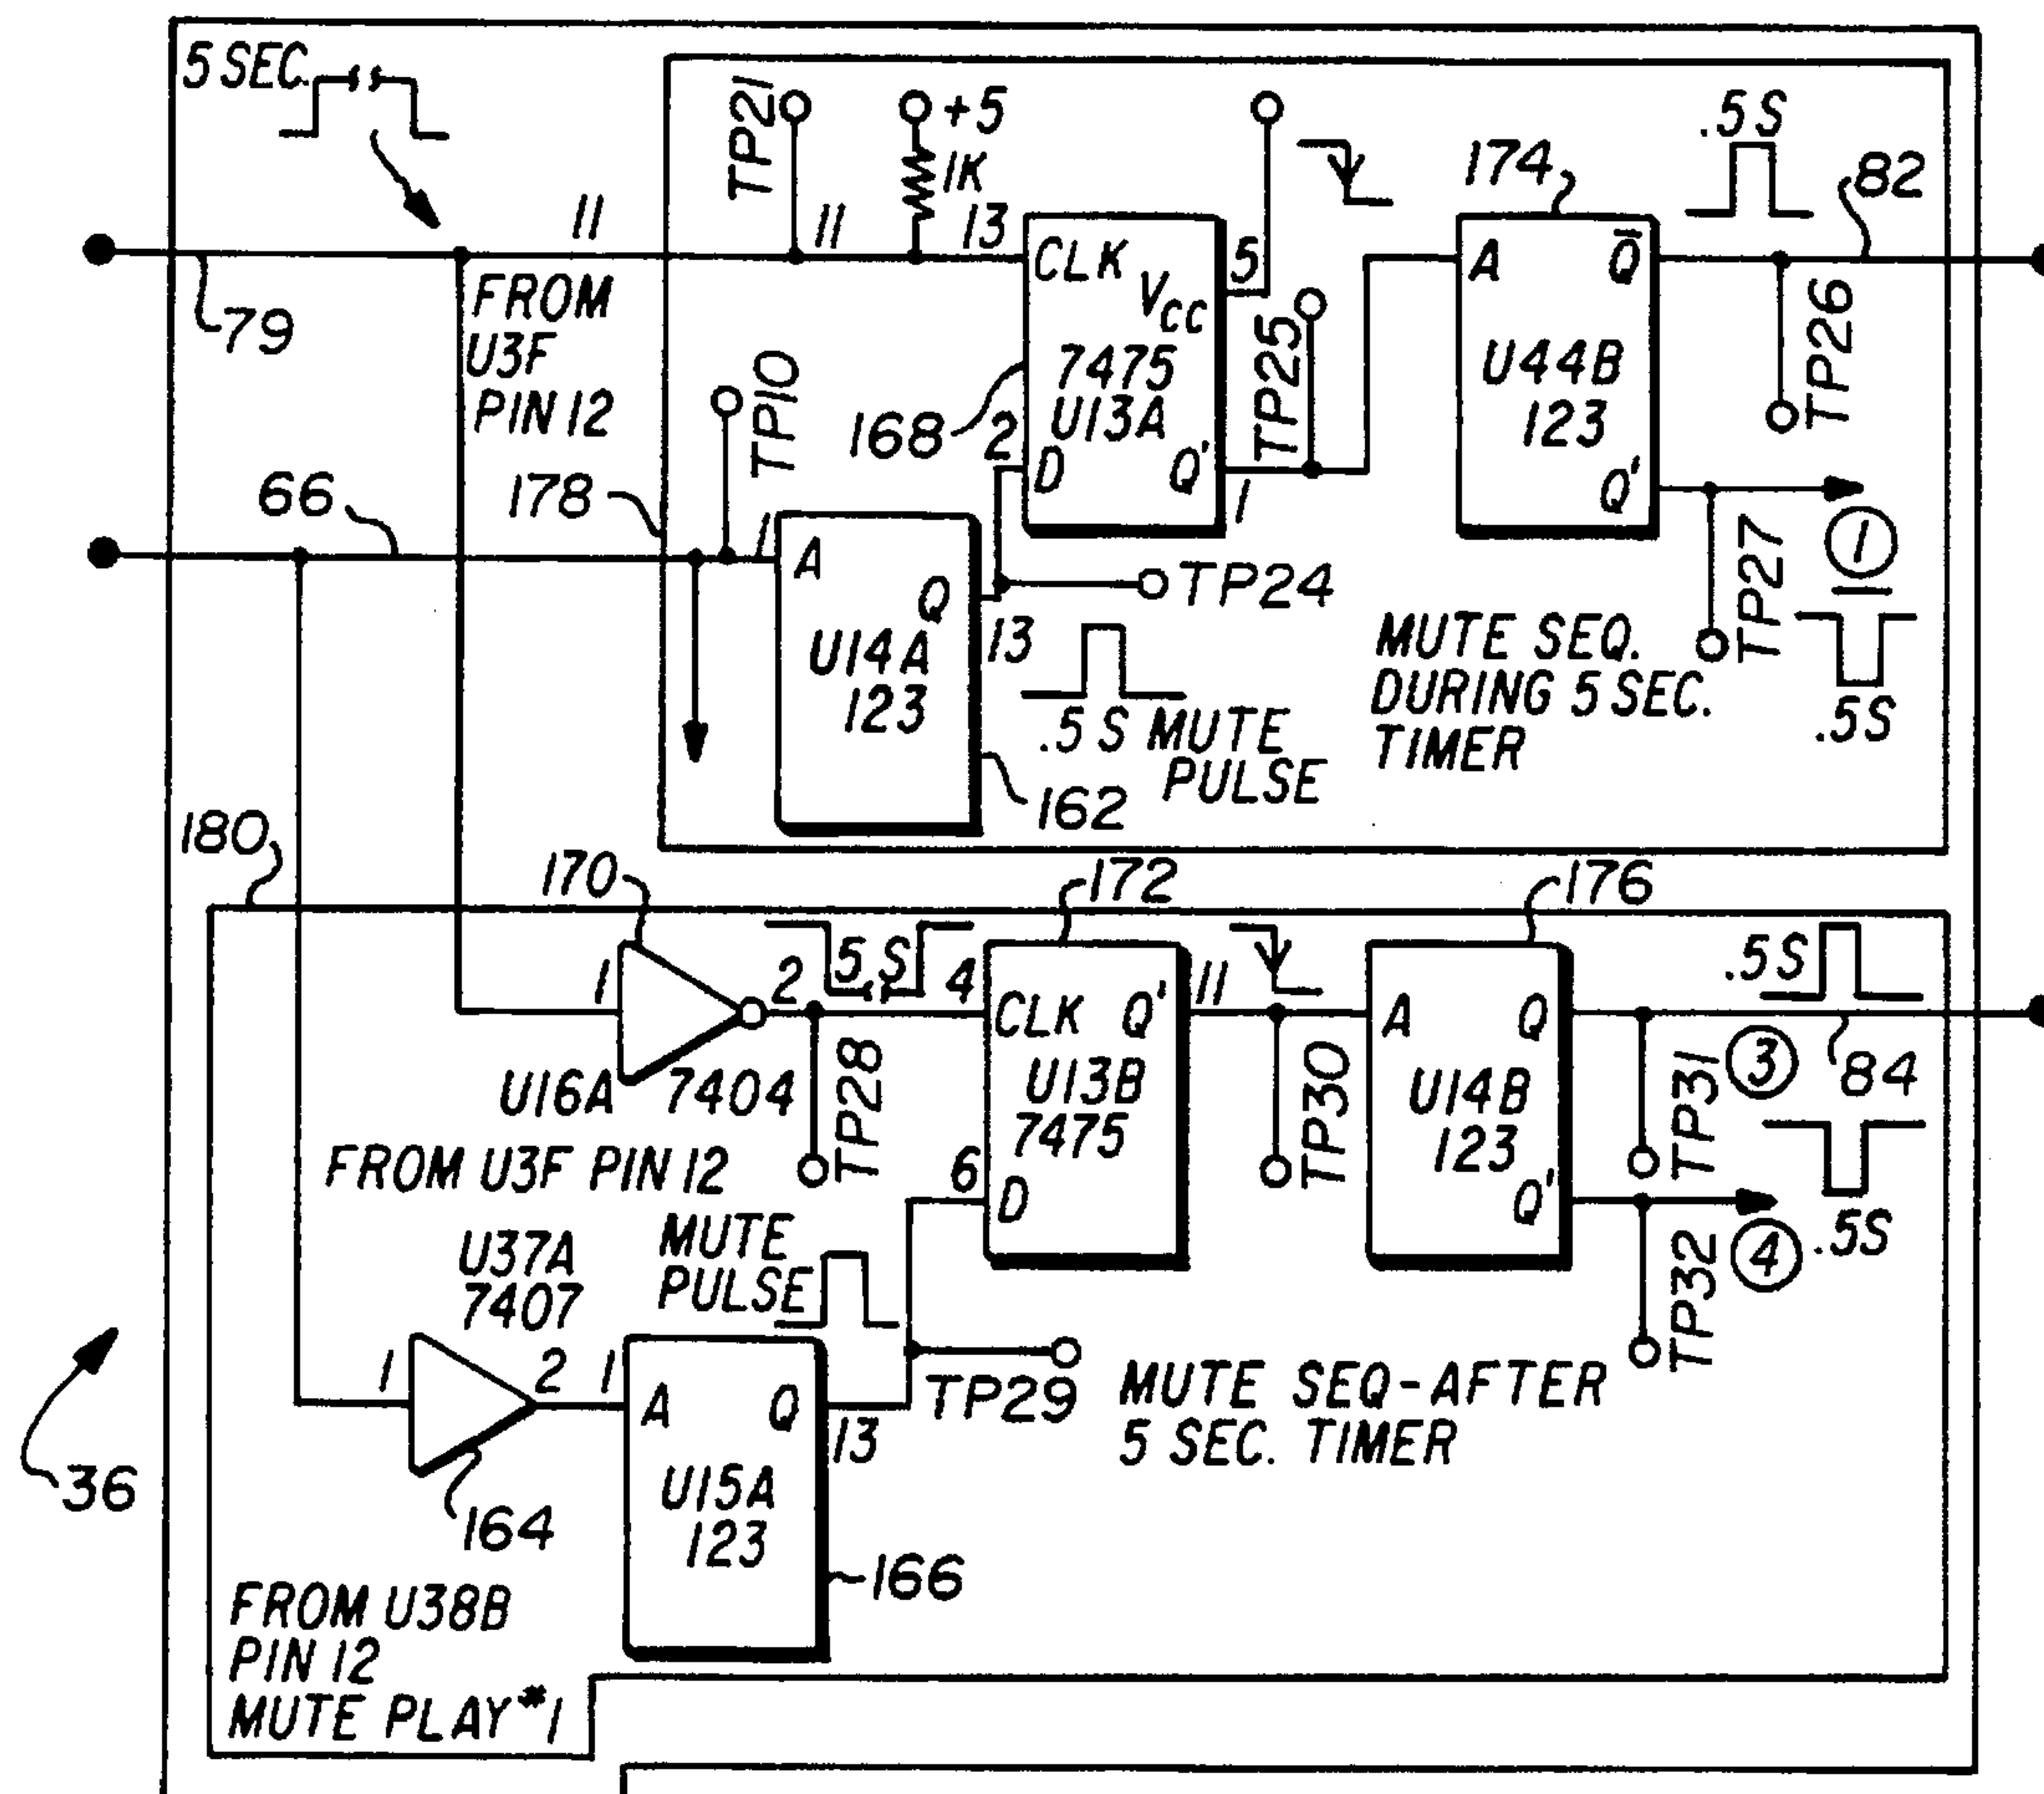 5 SEC.
TP21
+5
1K
11
11
13
CLK
VCC
5
7475
U13A
2
D
Q'
1
168
TP25
174
A
Q̅
U44B
123
Q'
.5S
82
TP26
TP27
1
.5S
79
FROM
U3F
PIN 12
TP10
66
178
1
A
Q
U14A
123
13
TP24
.5 S MUTE
PULSE
162
MUTE SEQ.
DURING 5 SEC.
TIMER
180
170
1
2
5 S
4
U16A 7404
TP28
FROM U3F PIN 12
172
CLK Q'
U13B
7475
6
D
11
TP30
176
A
Q
U14B
123
Q'
.5S
TP31
3
84
TP32
4
.5S
U37A
7407
1
2
164
MUTE
PULSE
1
A
Q
13
U15A
123
166
TP29
MUTE SEQ-AFTER
5 SEC. TIMER
36
FROM U38B
PIN 12
MUTE PLAY*1